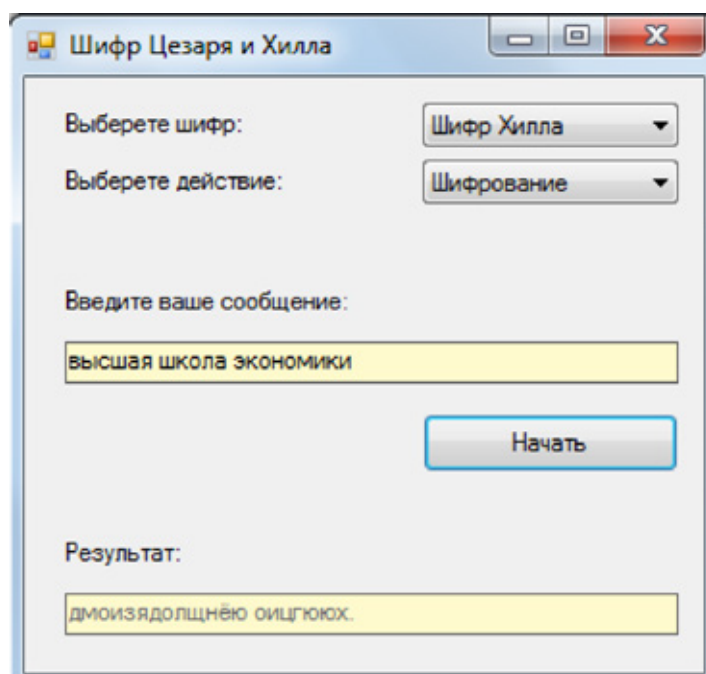 Шифр Цезаря и Хилла
Выберете шифр: Шифр Хилла
Выберете действие: Шифрование
Введите ваше сообщение:
высшая школа экономики
Начать
Результат:
дмоизядолщнёю оицгююх.